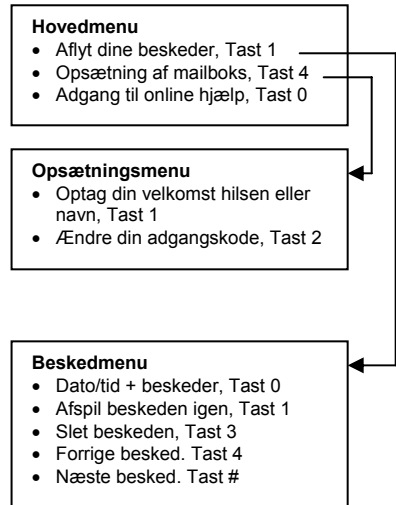 Hovedmenu
• Aflyt dine beskeder, Tast 1
• Opsætning af mailboks, Tast 4
• Adgang til online hjælp, Tast 0
Opsætningsmenu
• Optag din velkomst hilsen eller
navn, Tast 1
• Ændre din adgangskode, Tast 2
Beskedmenu
• Dato/tid + beskeder, Tast 0
• Afspil beskeden igen, Tast 1
• Slet beskeden, Tast 3
• Forrige besked. Tast 4
• Næste besked. Tast #